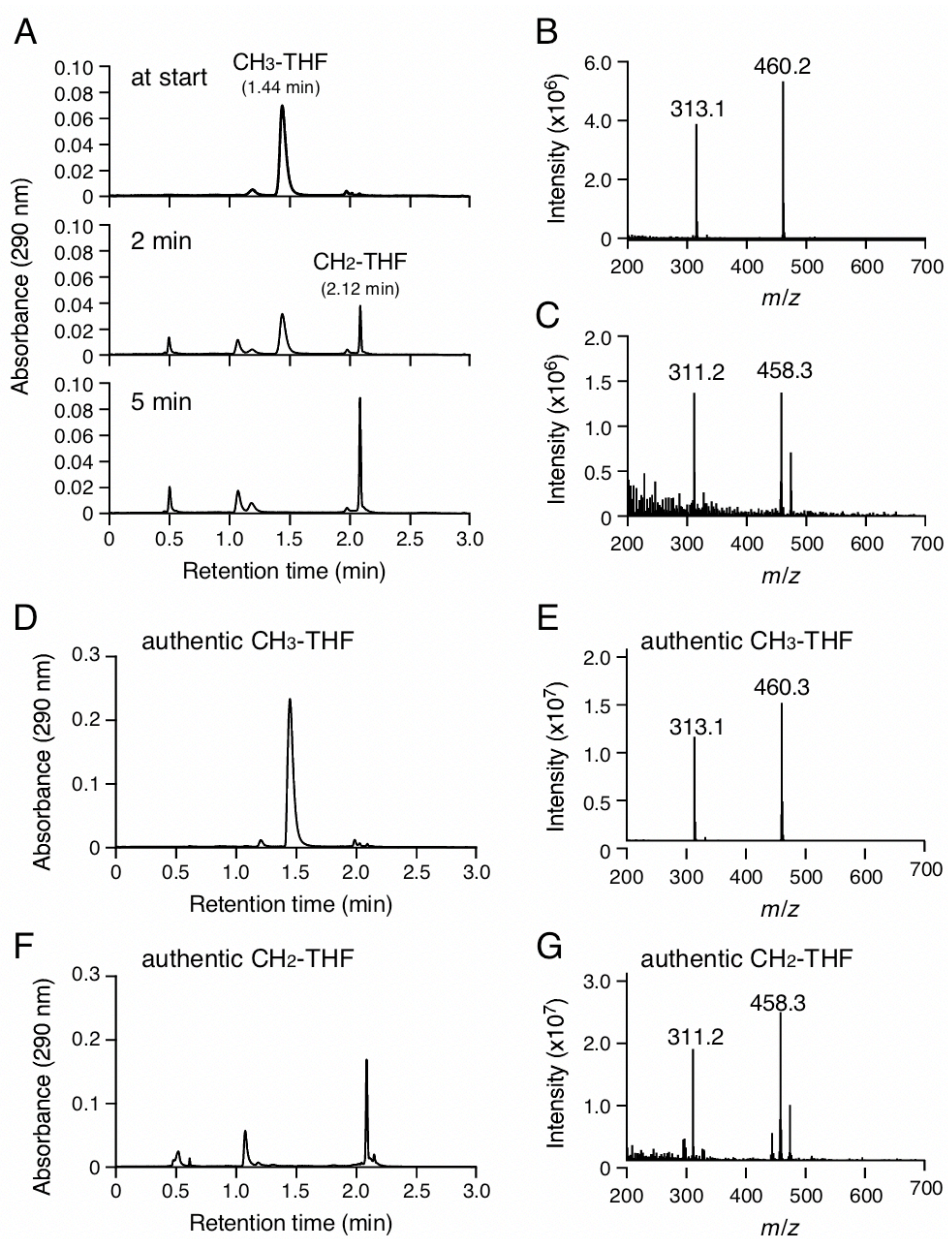 A
Absorbance (290 nm)
0.10
0.08
0.06
0.04
0.02
0
at start
CH3-THF
(1.44 min)
0.10
0.08
0.06
0.04
0.02
0
2 min
CH2-THF
(2.12 min)
0.10
0.08
0.06
0.04
0.02
0
5 min
0 0.5 1.0 1.5 2.0 2.5 3.0
Retention time (min)
B
Intensity (x10⁶)
6.0
4.0
2.0
0
313.1
460.2
200 300 400 500 600 700
m/z
C
Intensity (x10⁶)
2.0
1.5
1.0
0.5
0
311.2
458.3
200 300 400 500 600 700
m/z
D
authentic CH3-THF
Absorbance (290 nm)
0.3
0.2
0.1
0
0 0.5 1.0 1.5 2.0 2.5 3.0
Retention time (min)
E
authentic CH3-THF
Intensity (x10⁷)
2.0
1.5
1.0
0.5
0
313.1
460.3
200 300 400 500 600 700
m/z
F
authentic CH2-THF
Absorbance (290 nm)
0.3
0.2
0.1
0
0 0.5 1.0 1.5 2.0 2.5 3.0
Retention time (min)
G
authentic CH2-THF
Intensity (x10⁷)
3.0
2.0
1.0
0
311.2
458.3
200 300 400 500 600 700
m/z